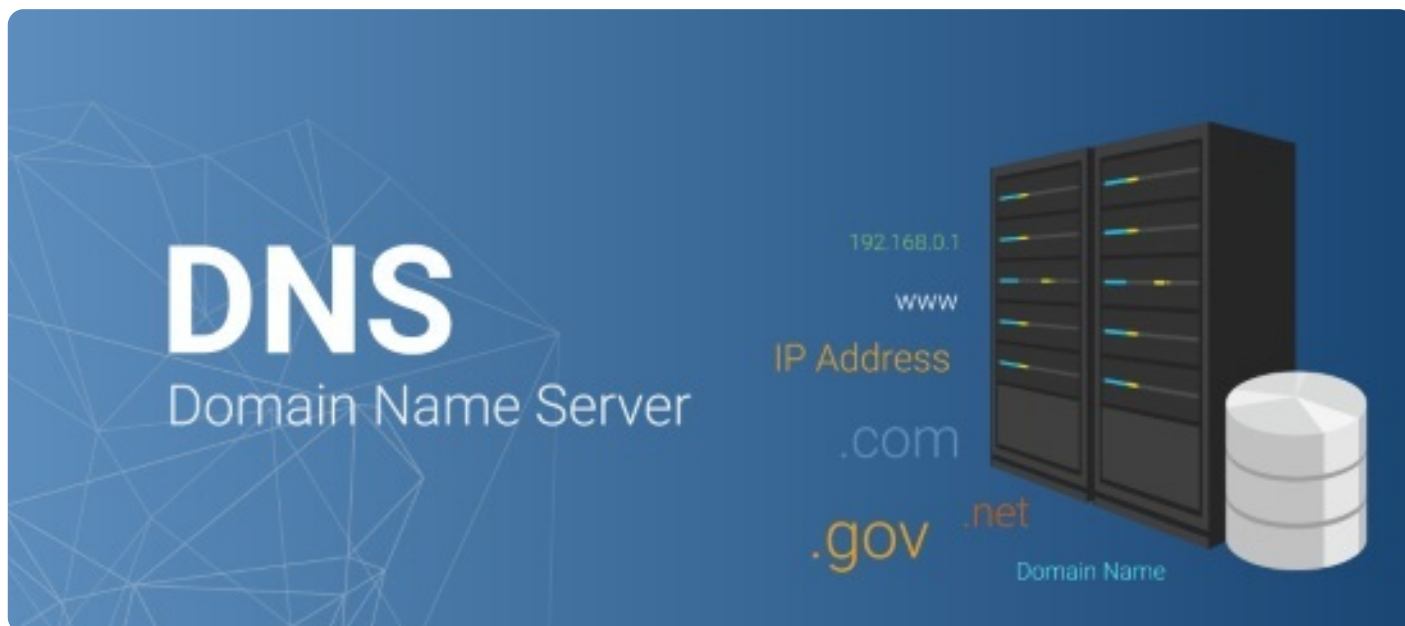 DNS
Domain Name Server
192.168.0.1
www
IP Address
.com
.gov
.net
Domain Name